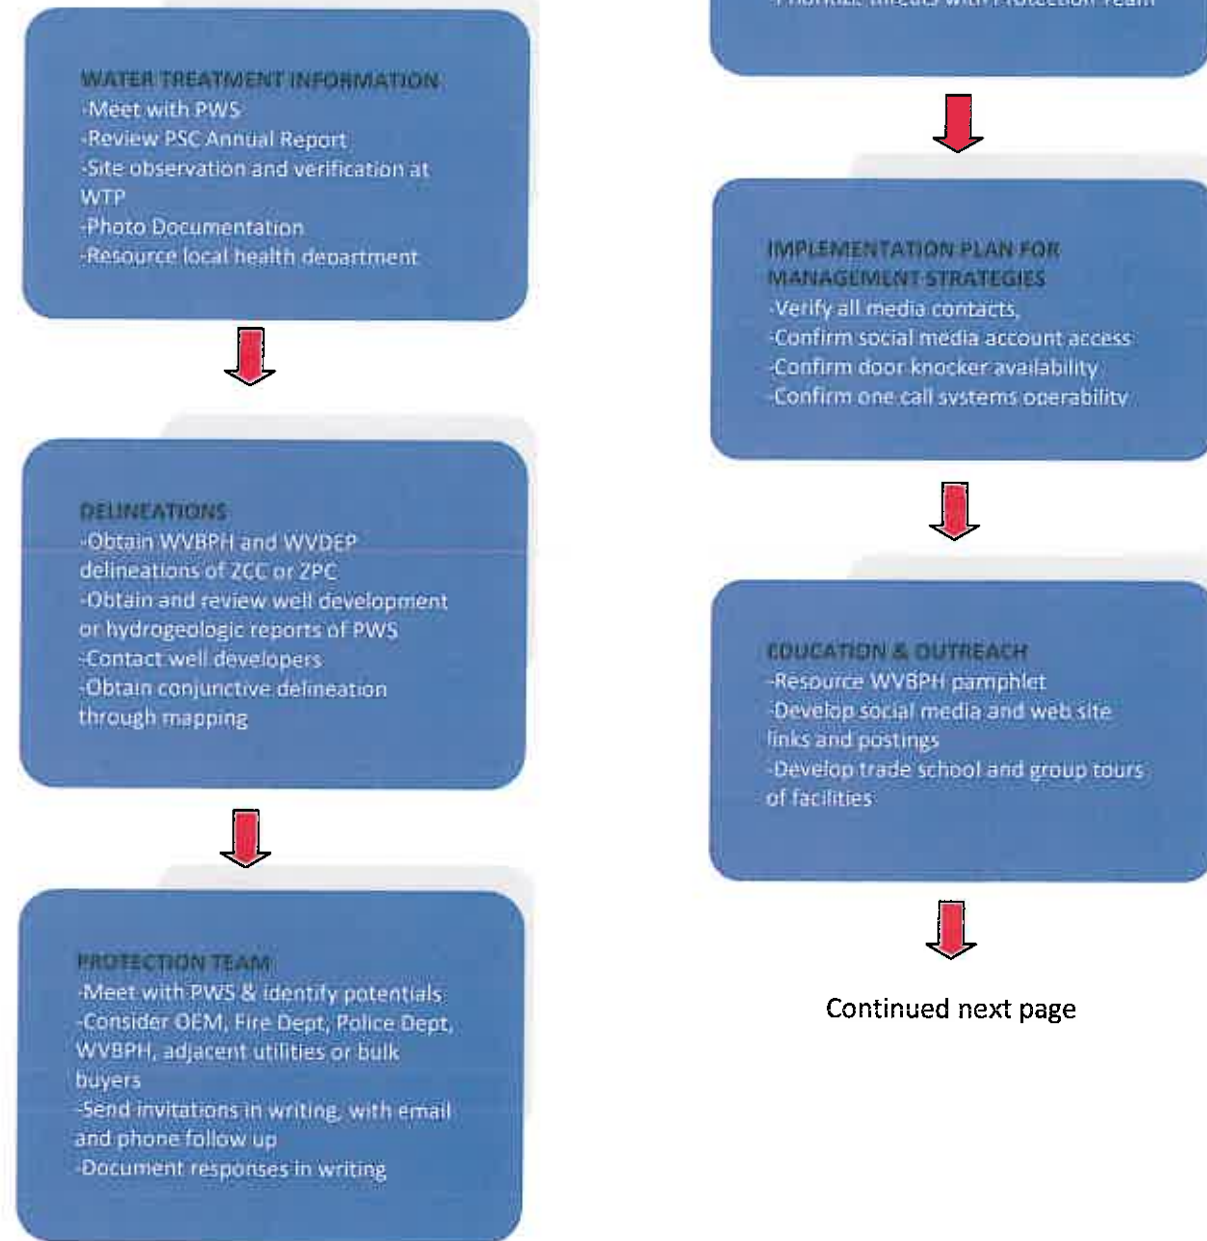 WATER TREATMENT INFORMATION
-Meet with PWS
-Review PSC Annual Report
-Site observation and verification at
WTP
-Photo Documentation
-Resource local health department
DELINEATIONS
-Obtain WVBPH and WVDEP
delineations of ZCC or ZPC
-Obtain and review well development
or hydrogeologic reports of PWS
-Contact well developers
-Obtain conjunctive delineation
through mapping
PROTECTION TEAM
-Meet with PWS & identify potentials
-Consider OEM, Fire Dept, Police Dept,
WVBPH, adjacent utilities or bulk
buyers
-Send invitations in writing, with email
and phone follow up
-Document responses in writing
-Prioritize threats with Protection Team
IMPLEMENTATION PLAN FOR
MANAGEMENT STRATEGIES
-Verify all media contacts,
-Confirm social media account access
-Confirm door knocker availability
-Confirm one call systems operability
EDUCATION & OUTREACH
-Resource WVBPH pamphlet
-Develop social media and web site
links and postings
-Develop trade school and group tours
of facilities
Continued next page